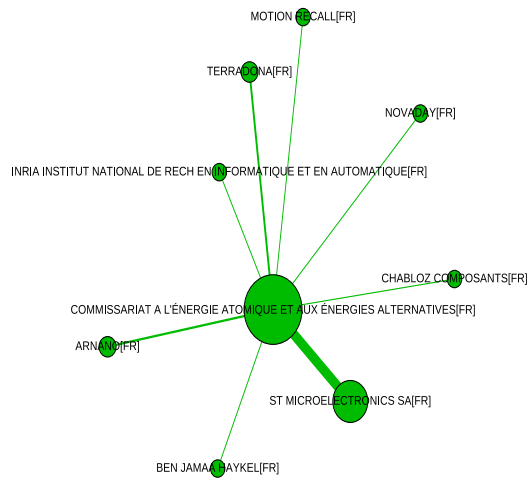 MOTION RECALL[FR]
TERRADONA[FR]
NOVADAY[FR]
INRIA INSTITUT NATIONAL DE RECH EN INFORMATIQUE ET EN AUTOMATIQUE[FR]
CHABLOZ COMPOSANTS[FR]
COMMISSARIAT A L'ÉNERGIE ATOMIQUE ET AUX ÉNERGIES ALTERNATIVES[FR]
ARNANO[FR]
ST MICROELECTRONICS SA[FR]
BEN JAMAA HAYKEL[FR]